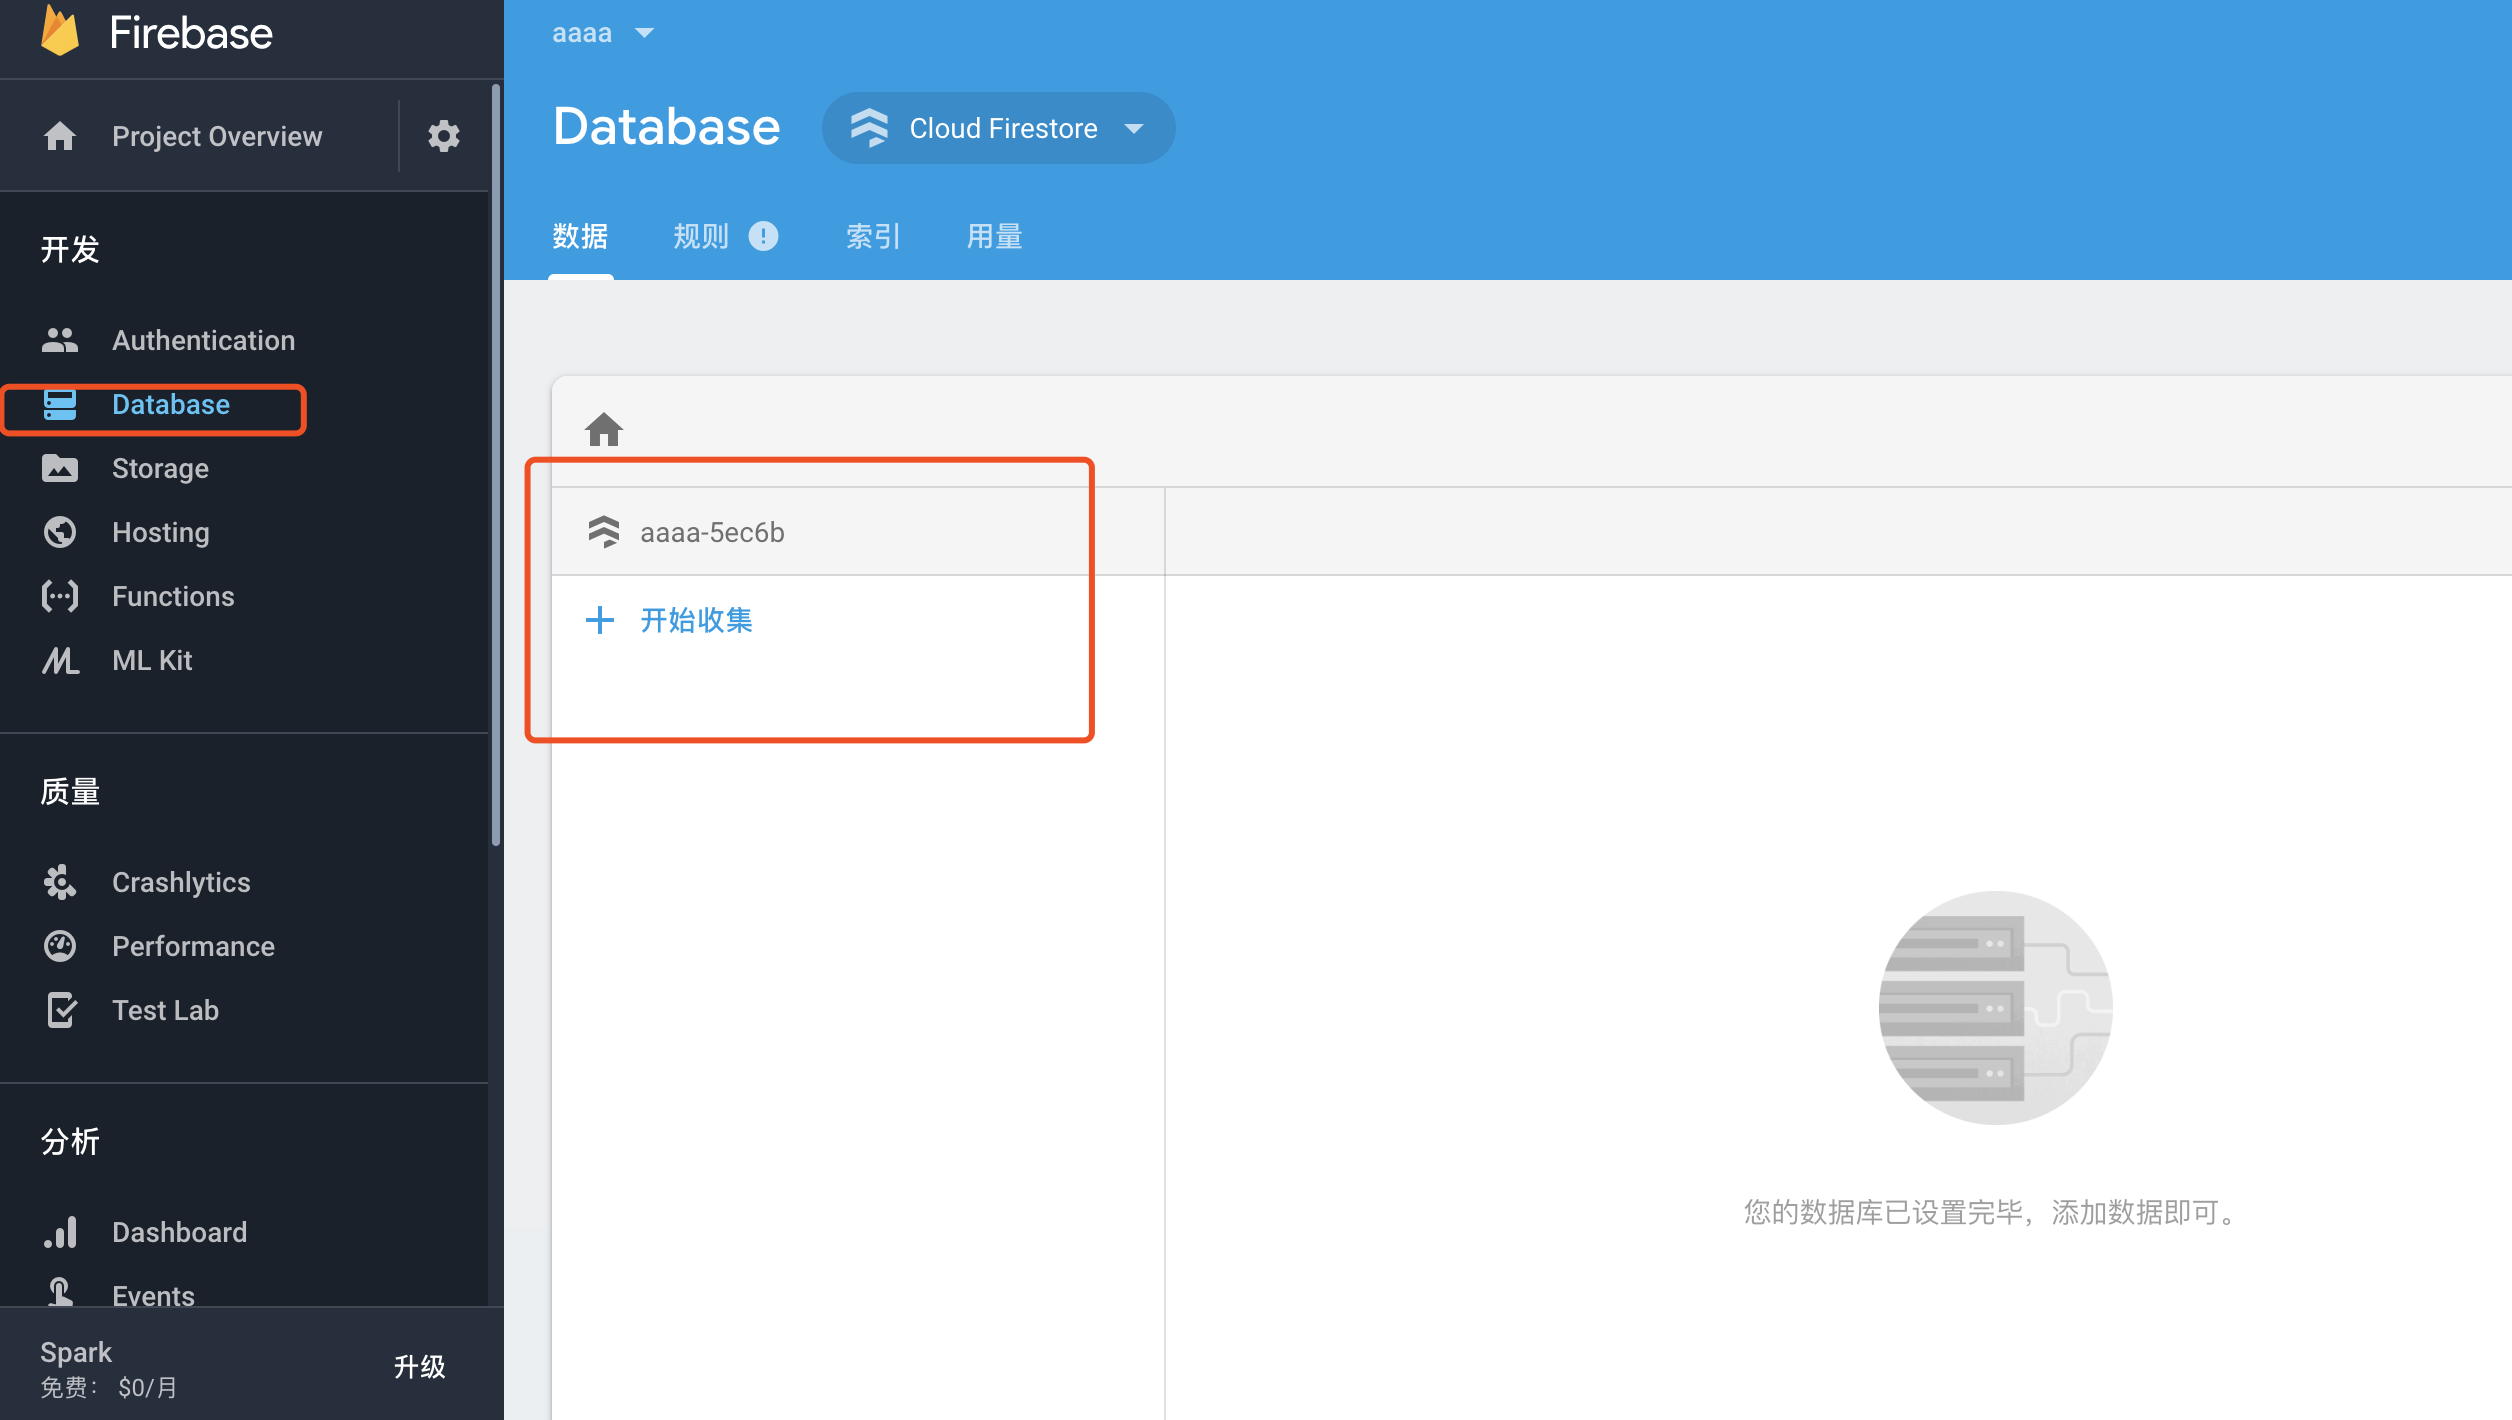 Firebase
Project Overview
开发
Authentication
Database
Storage
Hosting
Functions
ML Kit
质量
Crashlytics
Performance
Test Lab
分析
Dashboard
Events
Spark
免费： $0/月
升级
aaaa
Database
Cloud Firestore
数据
规则
索引
用量
aaaa-5ec6b
开始收集
您的数据库已设置完毕，添加数据即可。